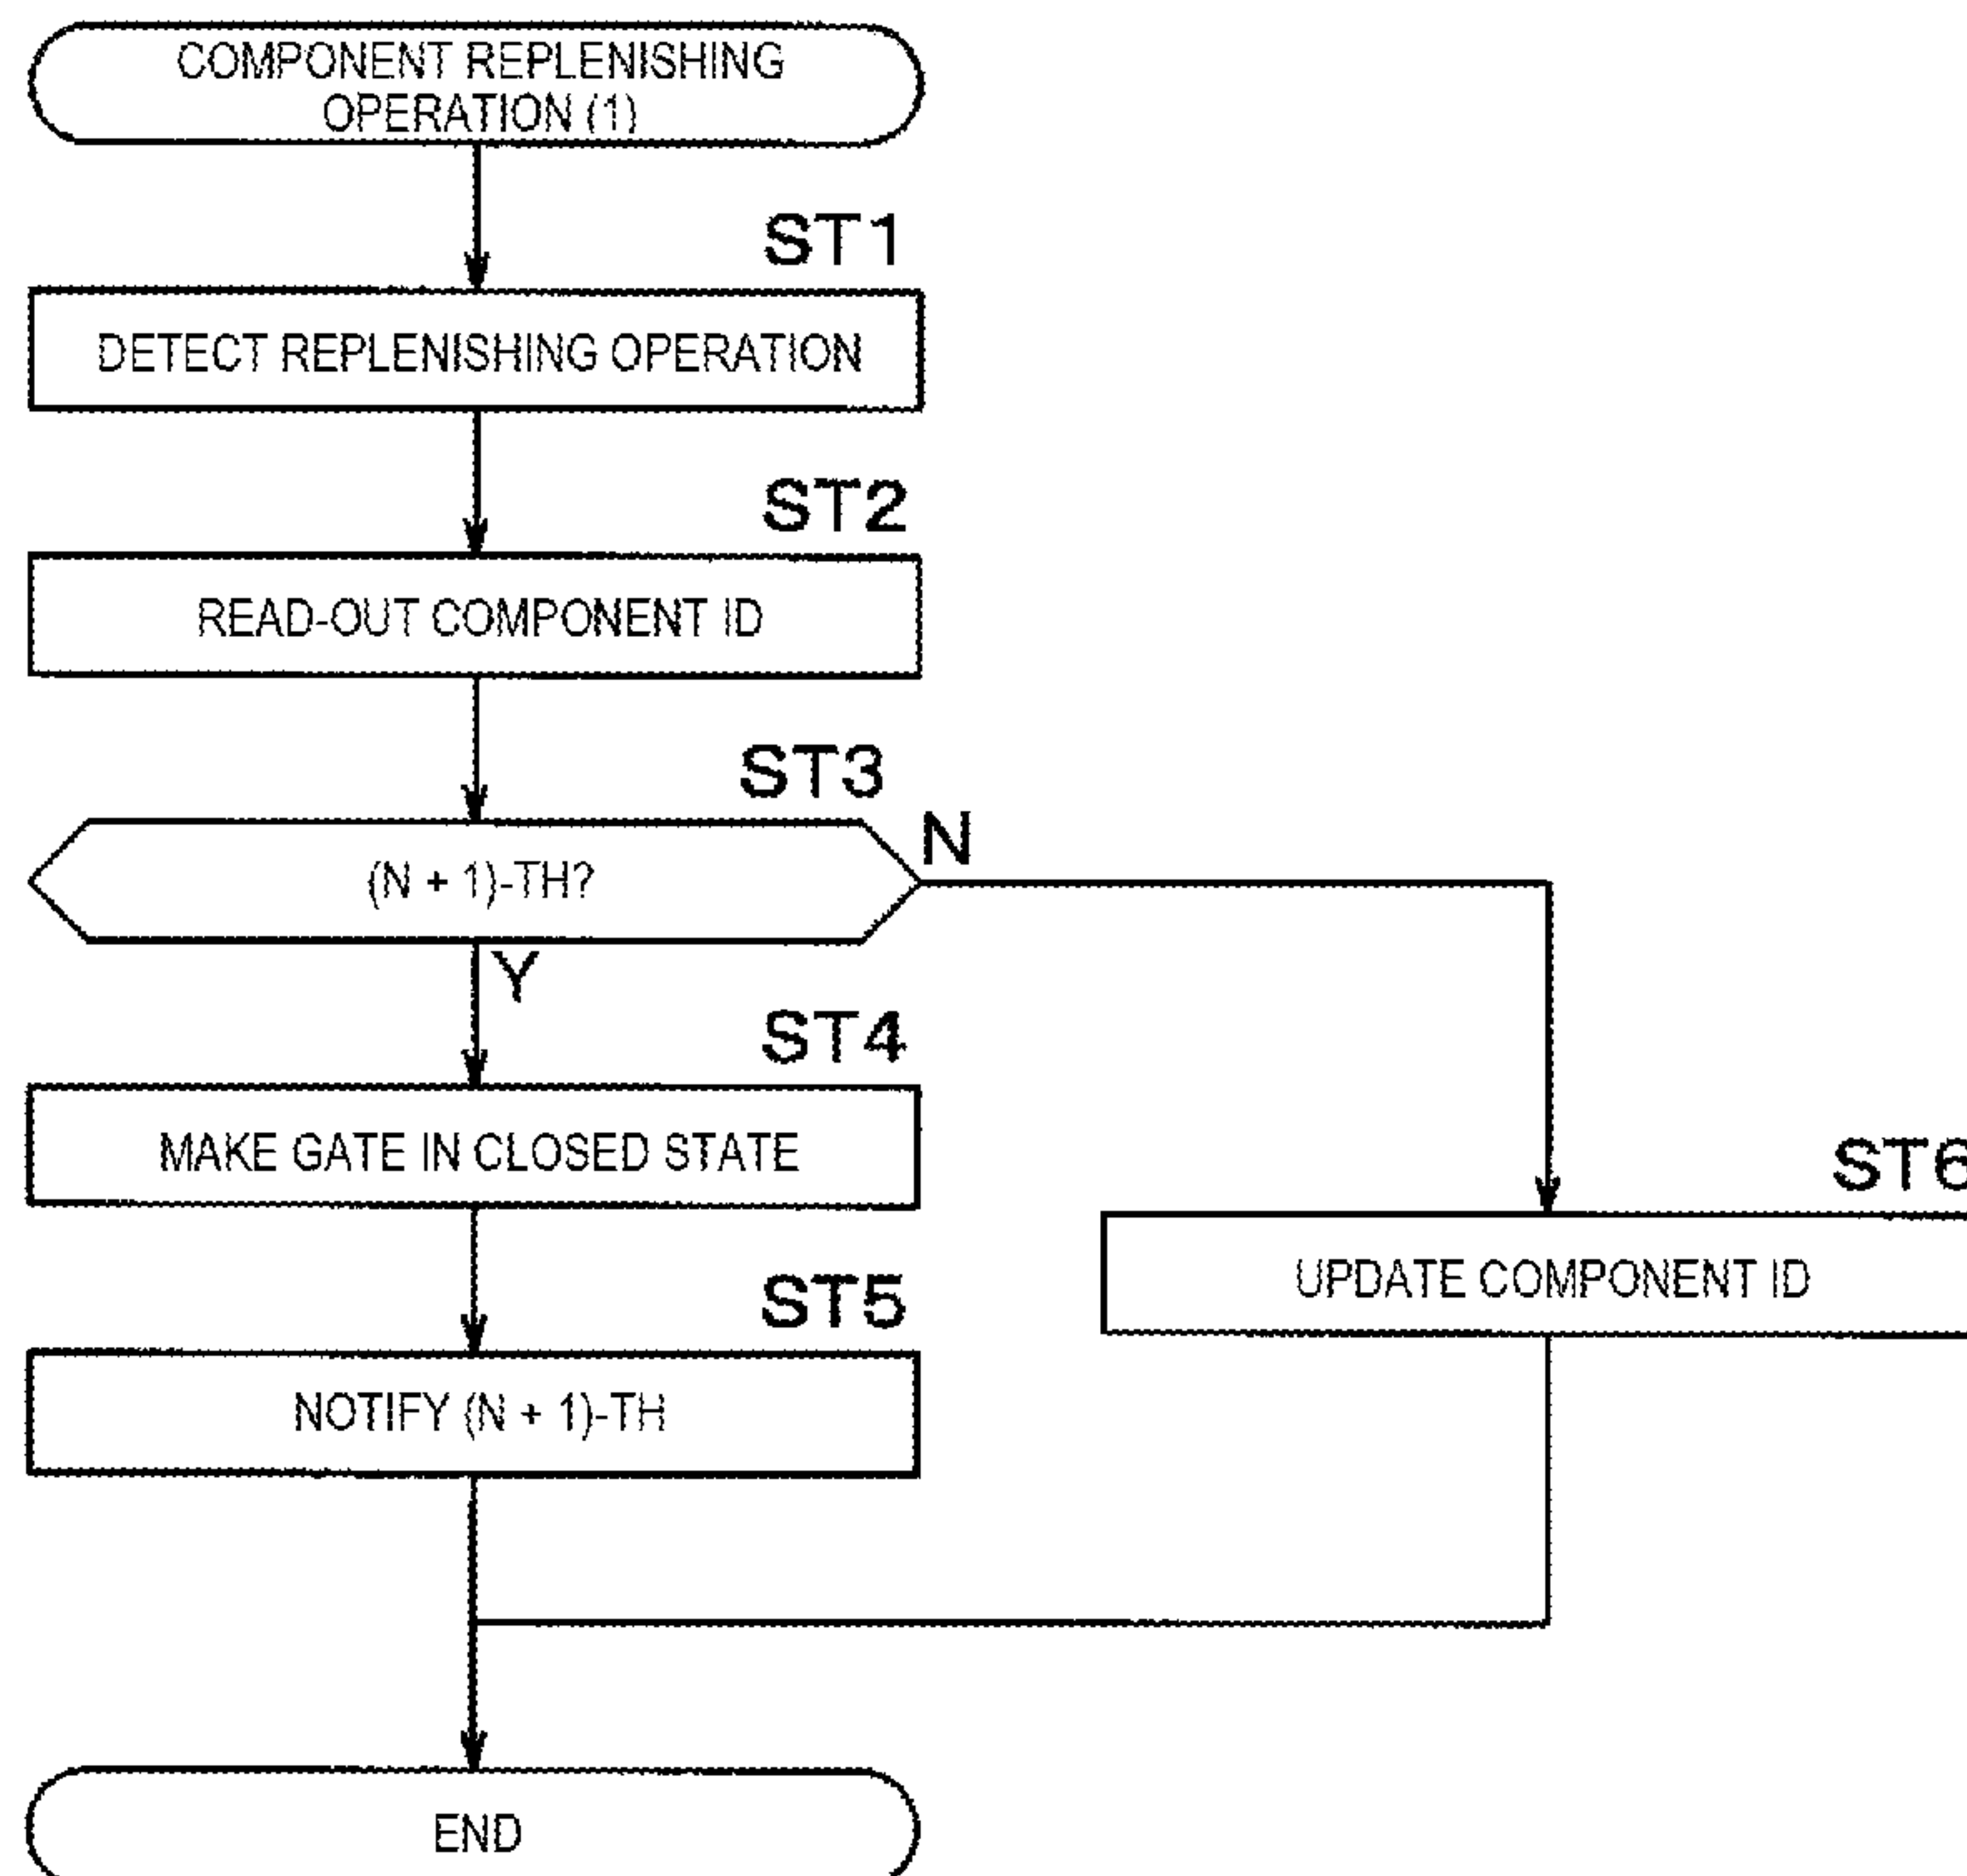 COMPONENT REPLENISHING
OPERATION (1)
ST1
DETECT REPLENISHING OPERATION
ST2
READ-OUT COMPONENT ID
ST3
(N + 1)-TH?
N
Y
ST4
MAKE GATE IN CLOSED STATE
ST6
UPDATE COMPONENT ID
ST5
NOTIFY (N + 1)-TH
END